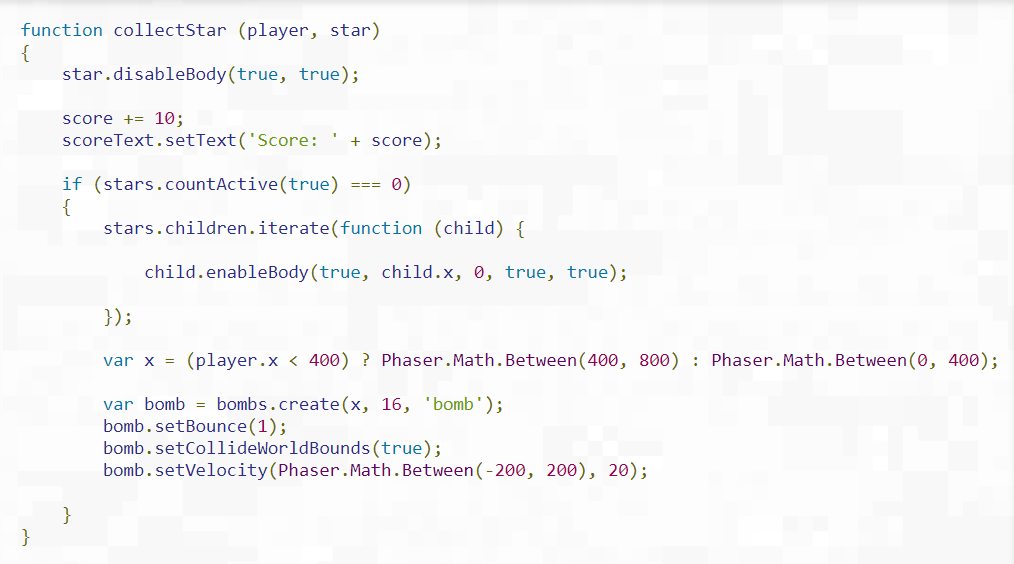 function collectStar (player, star)
{
    star.disableBody(true, true);
    score += 10;
    scoreText.setText('Score: ' + score);
    if (stars.countActive(true) === 0)
    {
        stars.children.iterate(function (child) {
            child.enableBody(true, child.x, 0, true, true);
        });
        var x = (player.x < 400) ? Phaser.Math.Between(400, 800) : Phaser.Math.Between(0, 400);
        var bomb = bombs.create(x, 16, 'bomb');
        bomb.setBounce(1);
        bomb.setCollideWorldBounds(true);
        bomb.setVelocity(Phaser.Math.Between(-200, 200), 20);
    }
}